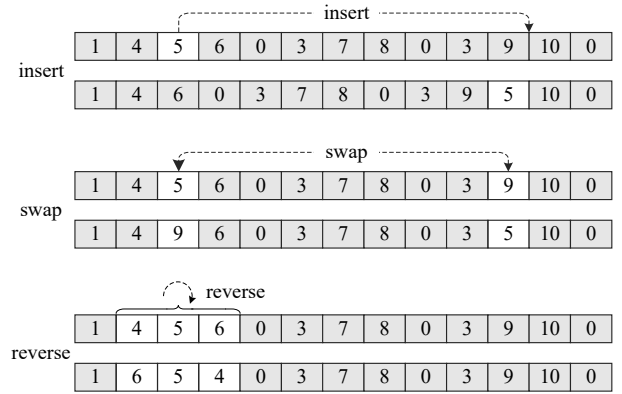 insert
1 4 5 6 0 3 7 8 0 3 9 10 0
insert
1 4 6 0 3 7 8 0 3 9 5 10 0
swap
1 4 5 6 0 3 7 8 0 3 9 10 0
swap
1 4 9 6 0 3 7 8 0 3 5 10 0
reverse
1 4 5 6 0 3 7 8 0 3 9 10 0
reverse
1 6 5 4 0 3 7 8 0 3 9 10 0